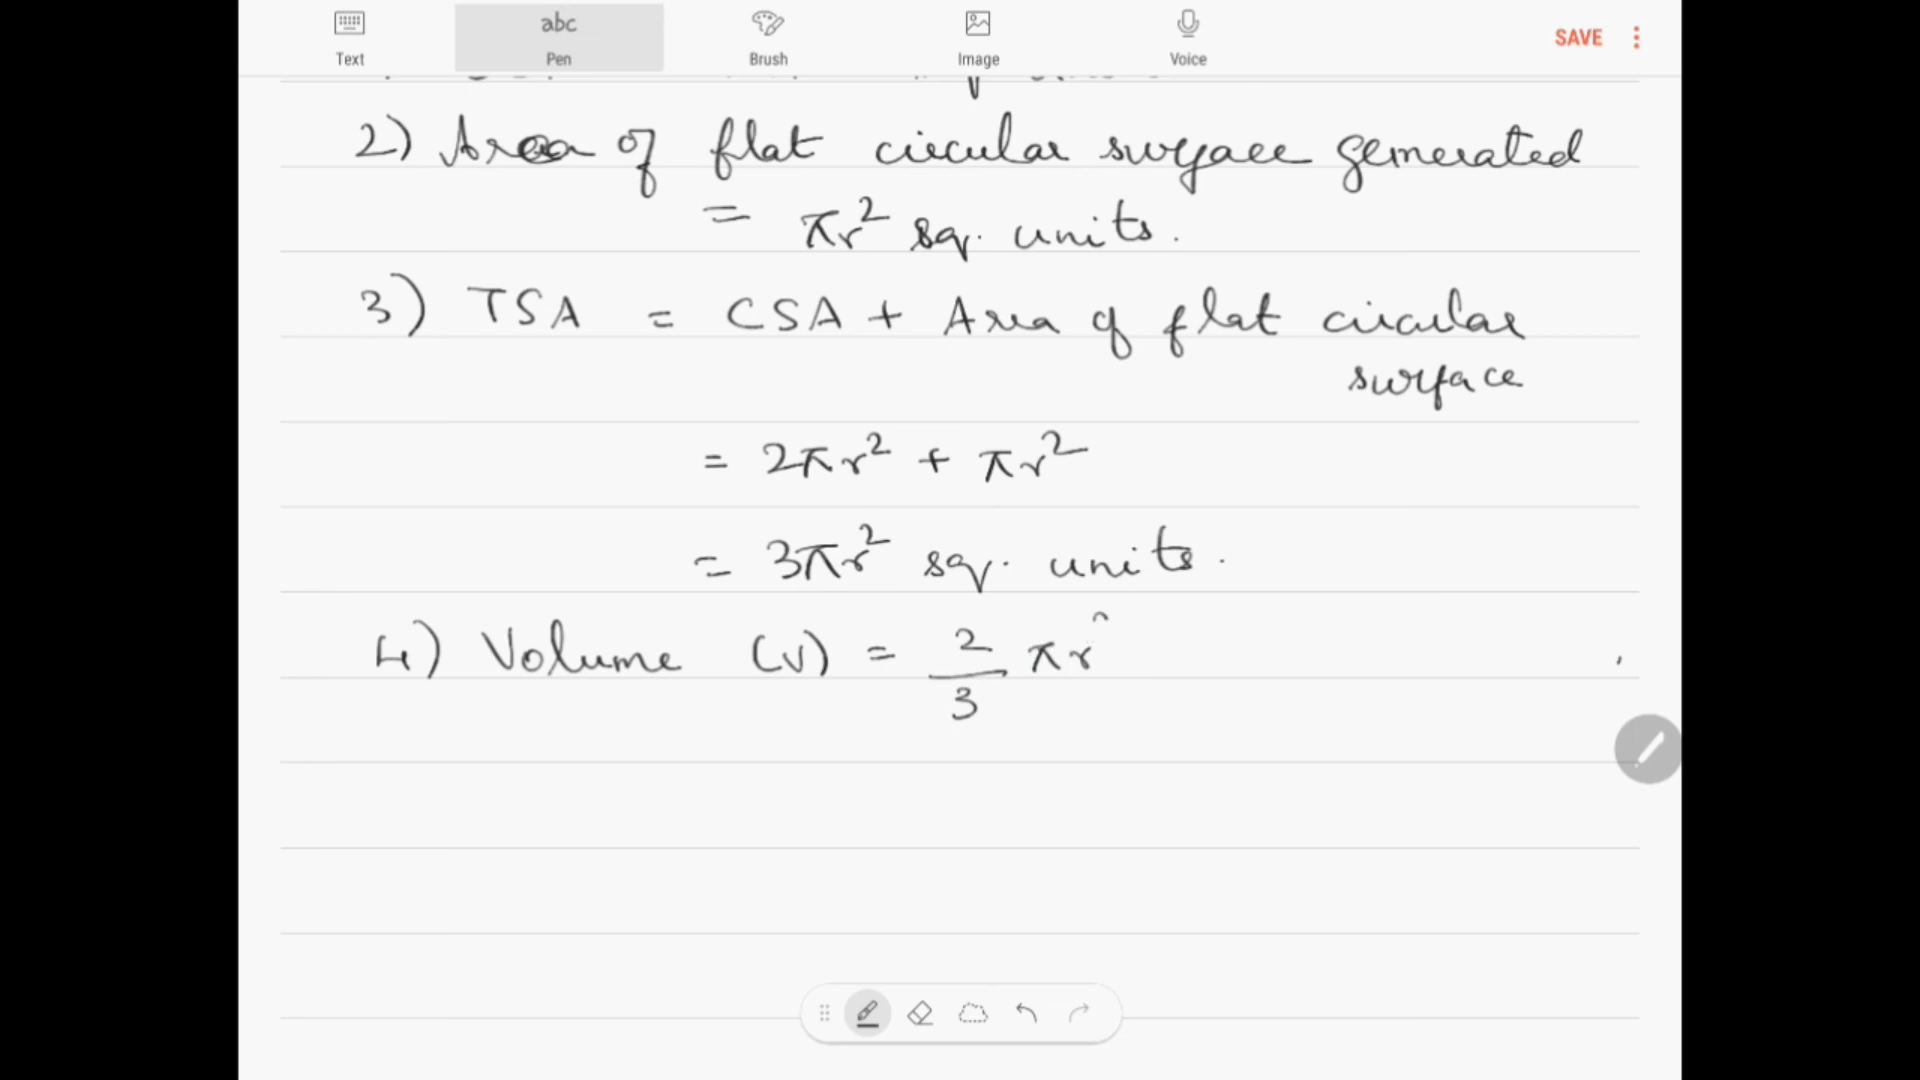 Text
abc
Pen
Brush
Image
Voice
SAVE
2) Area of flat circular surface generated
= πr² sq. units.
3) TSA = CSA + Area of flat circular
surface
= 2πr² + πr²
= 3πr² sq. units.
4) Volume (V) = 2/3 πr